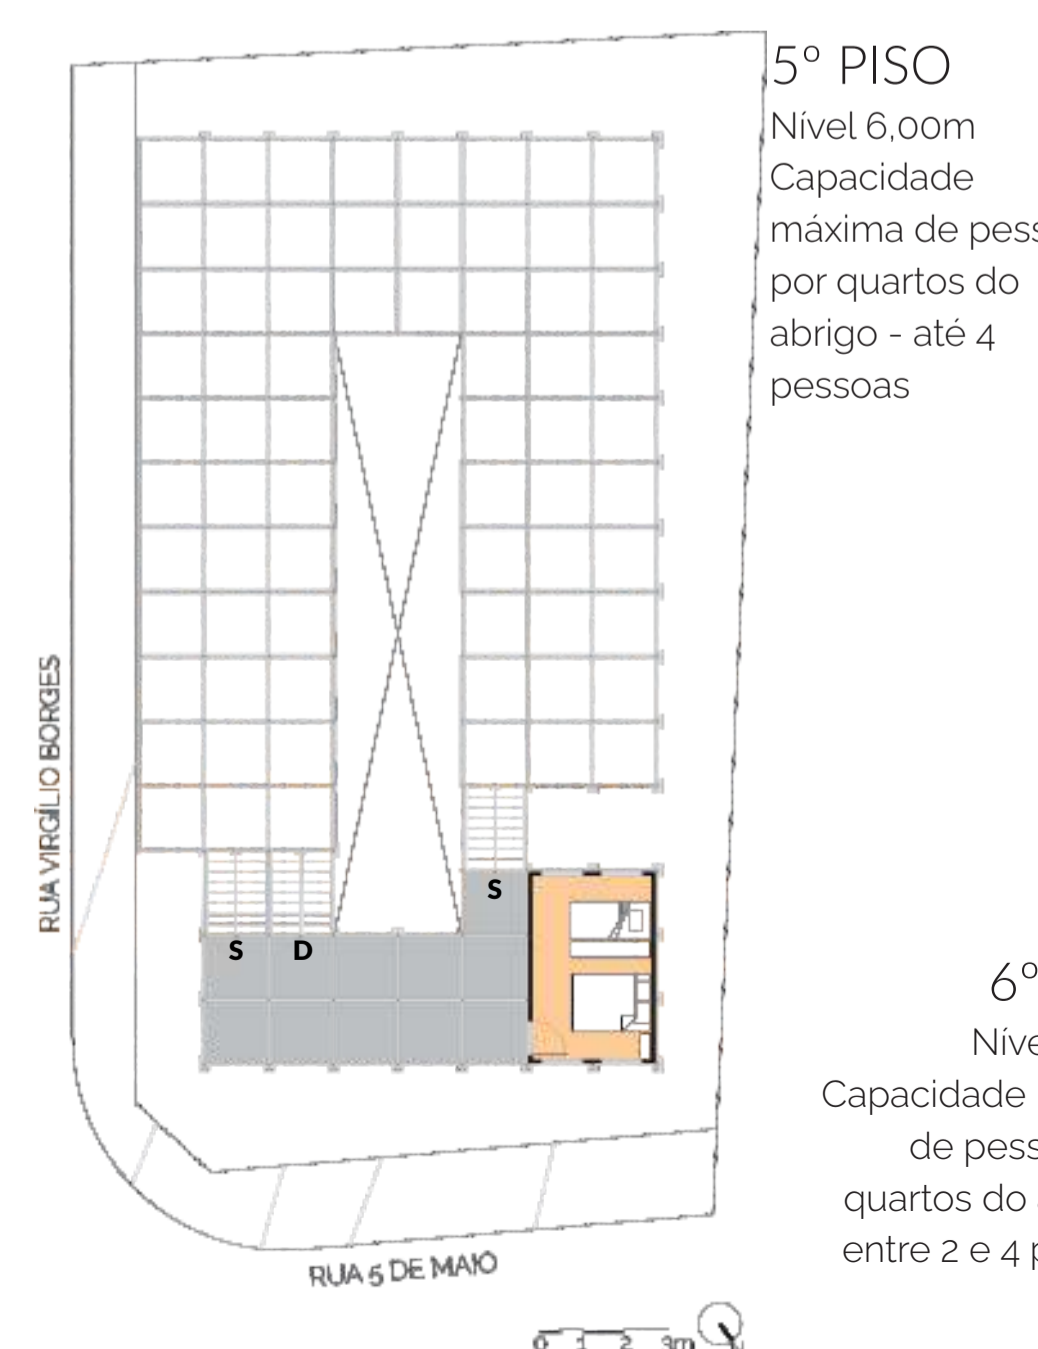 5º PISO
Nível 6,00m
Capacidade
máxima de pess
por quartos do
abrigo - até 4
pessoas
RUA VIRGÍLIO BORGES
S
S D
6º
Níve
Capacidade
de pess
quartos do
entre 2 e 4 p
RUA 5 DE MAIO
0 1 2 3m
N